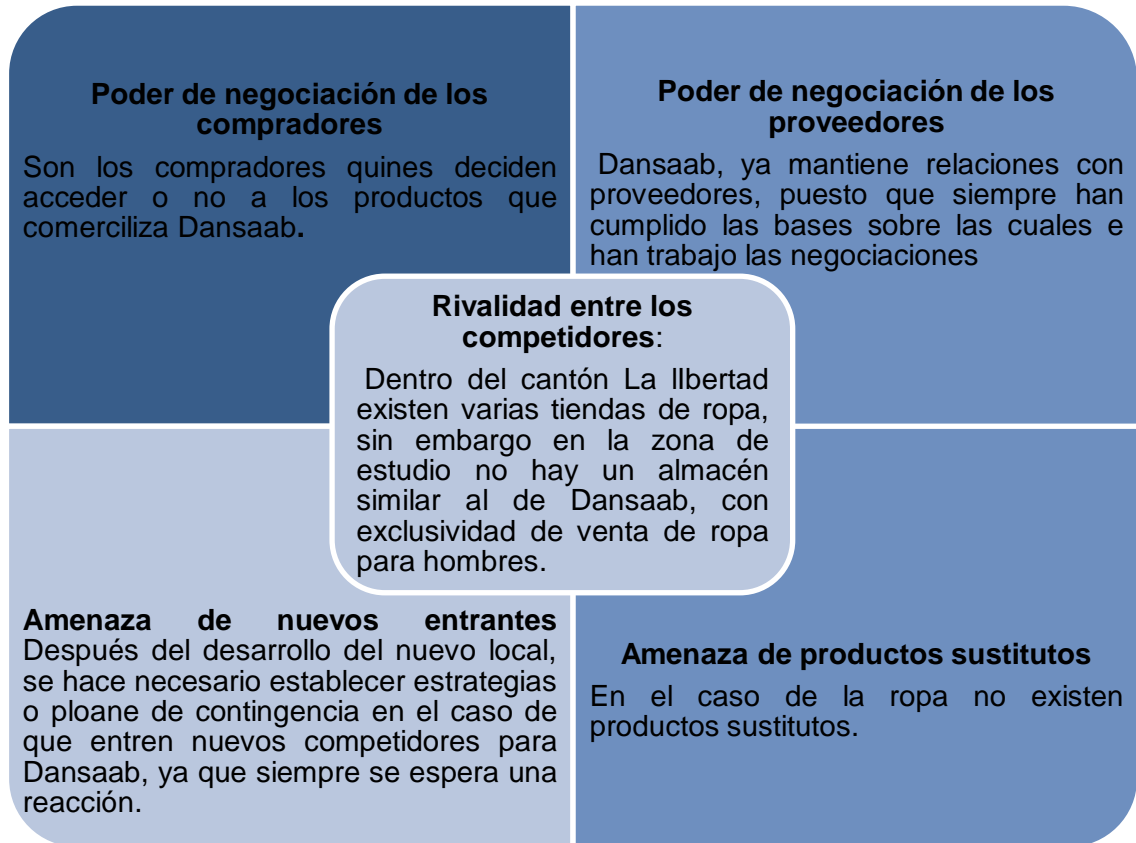 Poder de negociación de los
compradores
Son los compradores quines deciden
acceder o no a los productos que
comerciliza Dansaab.
Poder de negociación de los
proveedores
Dansaab, ya mantiene relaciones con
proveedores, puesto que siempre han
cumplido las bases sobre las cuales e
han trabajo las negociaciones
Rivalidad entre los
competidores:
Dentro del cantón La lIbertad
existen varias tiendas de ropa,
sin embargo en la zona de
estudio no hay un almacén
similar al de Dansaab, con
exclusividad de venta de ropa
para hombres.
Amenaza de nuevos entrantes
Después del desarrollo del nuevo local,
se hace necesario establecer estrategias
o ploane de contingencia en el caso de
que entren nuevos competidores para
Dansaab, ya que siempre se espera una
reacción.
Amenaza de productos sustitutos
En el caso de la ropa no existen
productos sustitutos.